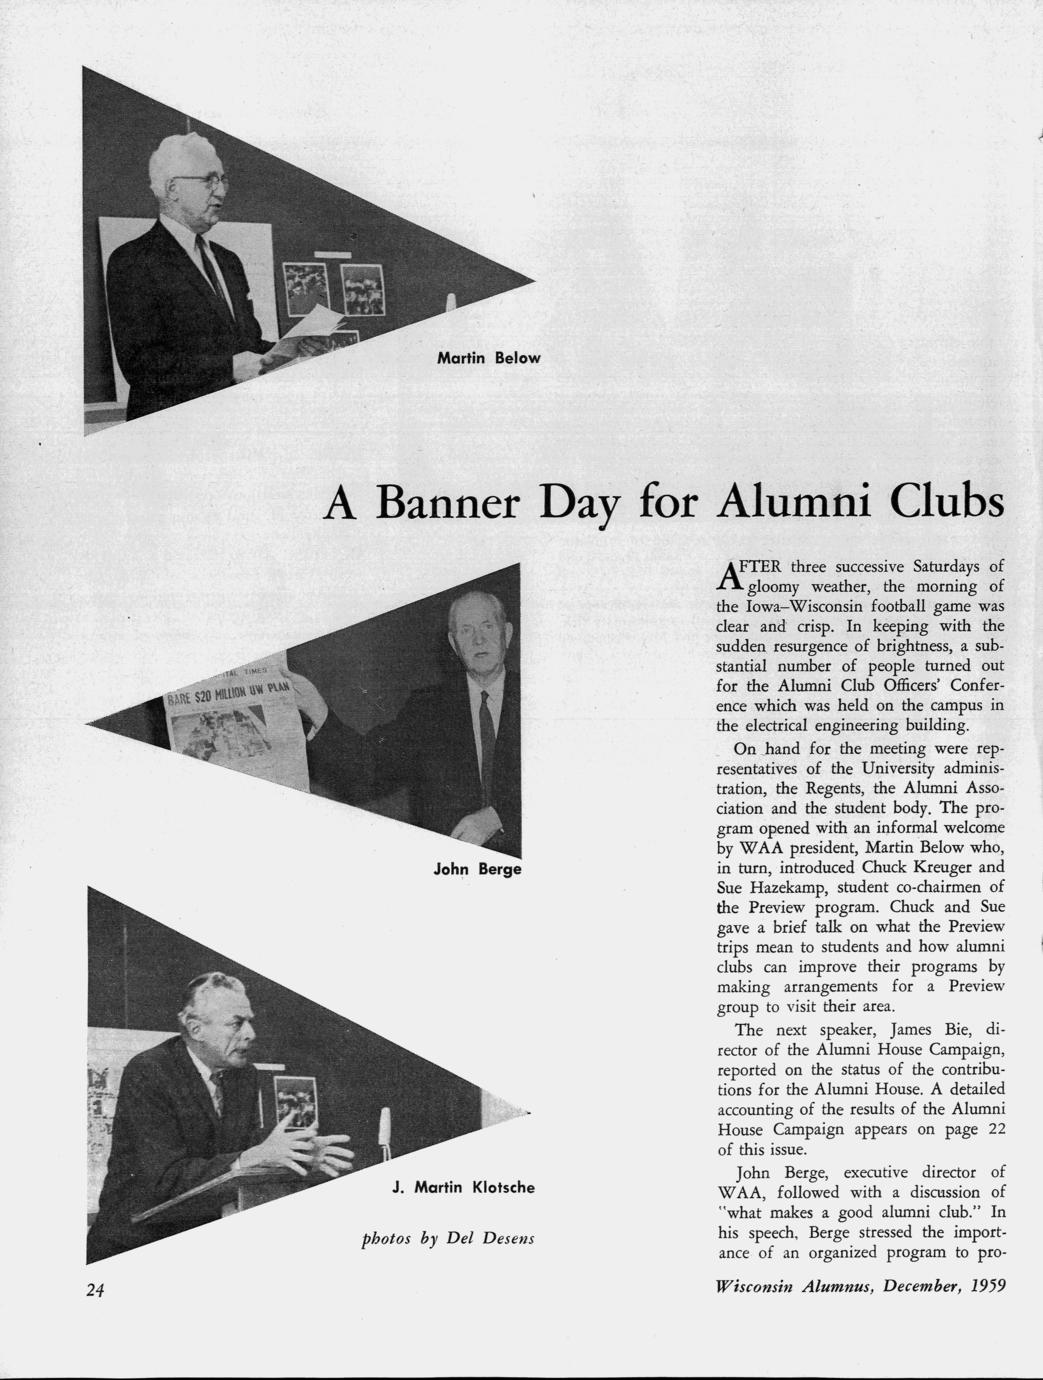 Martin Below
A Banner Day for Alumni Clubs
ITAL TIMES
BARE $20 MILLION UW PLAN
John Berge
J. Martin Klotsche
photos by Del Desens
AFTER three successive Saturdays of
gloomy weather, the morning of
the Iowa–Wisconsin football game was
clear and crisp. In keeping with the
sudden resurgence of brightness, a sub-
stantial number of people turned out
for the Alumni Club Officers' Confer-
ence which was held on the campus in
the electrical engineering building.
On hand for the meeting were rep-
resentatives of the University adminis-
tration, the Regents, the Alumni Asso-
ciation and the student body. The pro-
gram opened with an informal welcome
by WAA president, Martin Below who,
in turn, introduced Chuck Kreuger and
Sue Hazekamp, student co-chairmen of
the Preview program. Chuck and Sue
gave a brief talk on what the Preview
trips mean to students and how alumni
clubs can improve their programs by
making arrangements for a Preview
group to visit their area.
The next speaker, James Bie, di-
rector of the Alumni House Campaign,
reported on the status of the contribu-
tions for the Alumni House. A detailed
accounting of the results of the Alumni
House Campaign appears on page 22
of this issue.
John Berge, executive director of
WAA, followed with a discussion of
"what makes a good alumni club." In
his speech, Berge stressed the import-
ance of an organized program to pro-
24
Wisconsin Alumnus, December, 1959